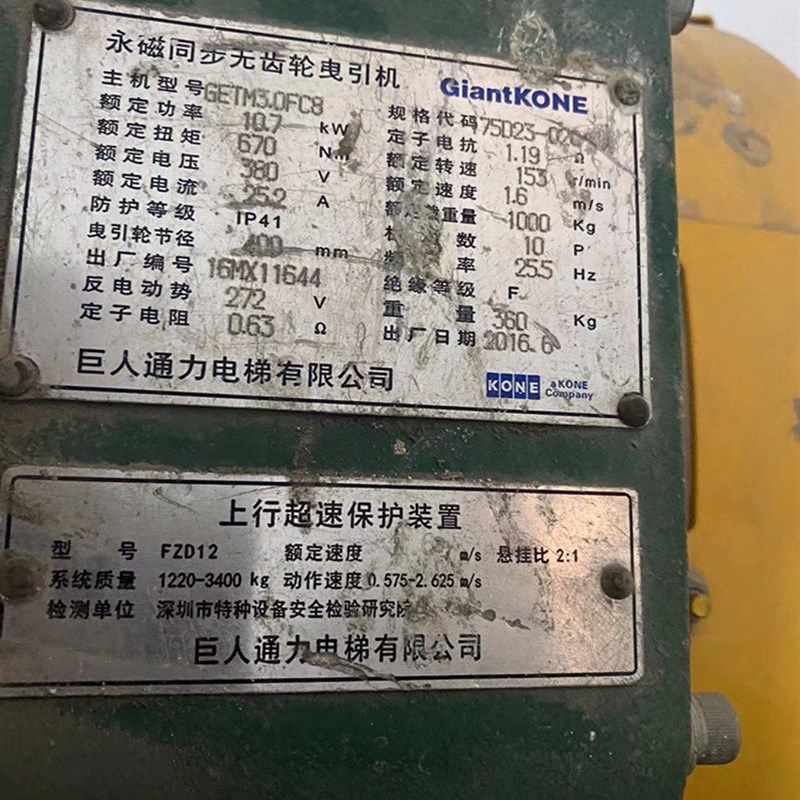 永磁同步无齿轮曳引机
GiantKONE
主机型号 GETM3.0FC8
额定功率 10.7 kW
额定扭矩 670 Nm
额定电压 380 V
额定电流 25.2 A
防护等级 IP41
曳引轮节径 400 mm
出厂编号 16MX11644
反电动势 272 V
定子电阻 0.63 Ω
规格代码
定子电抗 1.19 Ω
额定转速 153 r/min
额定速度 1.6 m/s
额定 重量 1000 Kg
数 10 P
率 25.5 Hz
绝缘等级 F
重量 360 Kg
出厂日期 2016.6
巨人通力电梯有限公司
KONE a KONE Company
上行超速保护装置
型号 FZD12 额定速度 m/s 悬挂比 2:1
系统质量 1220-3400 kg 动作速度 0.575-2.625 m/s
检测单位 深圳市特种设备安全检验研究院
巨人通力电梯有限公司